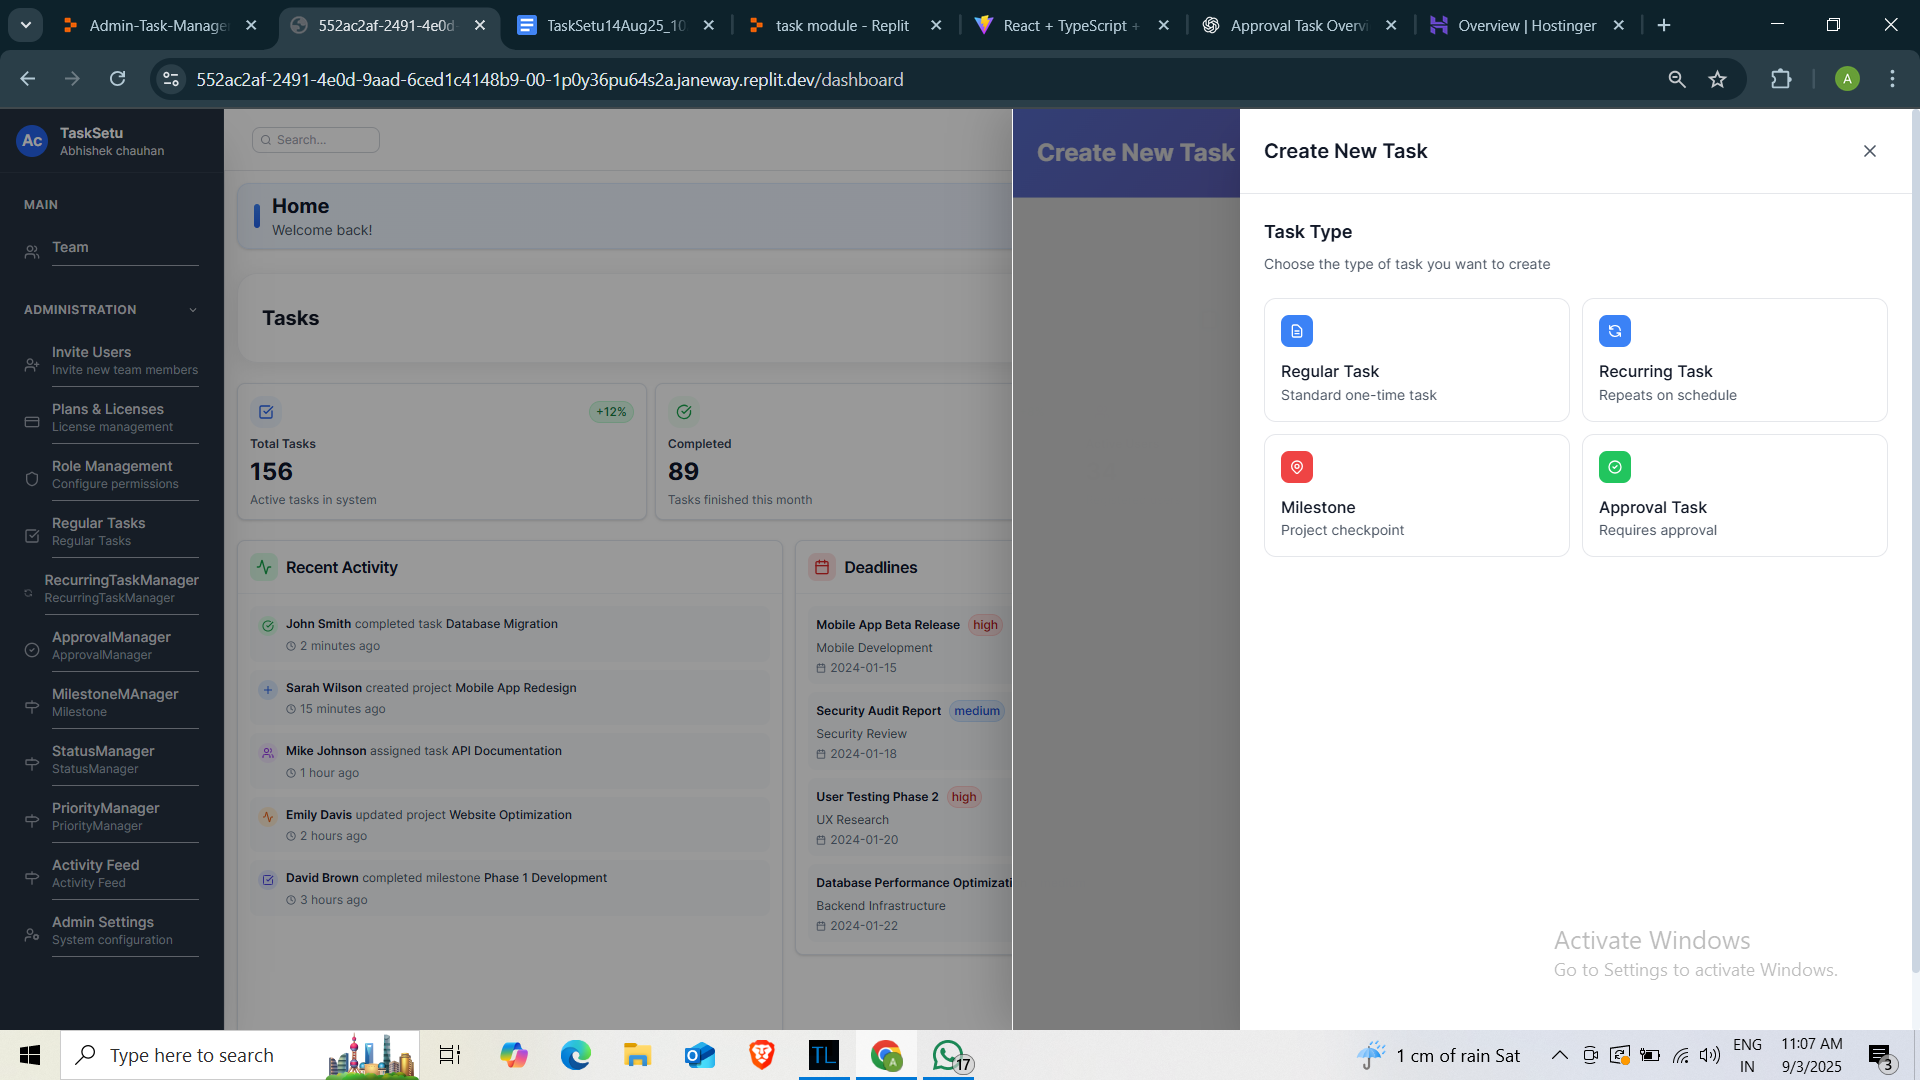 Admin-Task-Manage
552ac2af-2491-4e0d-
TaskSetu14Aug25_10
task module - Replit
React + TypeScript +
Approval Task Overvi
Overview | Hostinger
552ac2af-2491-4e0d-9aad-6ced1c4148b9-00-1p0y36pu64s2a.janeway.replit.dev/dashboard
A
Ac
TaskSetu
Abhishek chauhan
MAIN
Team
ADMINISTRATION
Invite Users
Invite new team members
Plans & Licenses
License management
Role Management
Configure permissions
Regular Tasks
Regular Tasks
RecurringTaskManager
RecurringTaskManager
ApprovalManager
ApprovalManager
MilestoneMAnager
Milestone
StatusManager
StatusManager
PriorityManager
PriorityManager
Activity Feed
Activity Feed
Admin Settings
System configuration
Search...
Home
Welcome back!
Tasks
+12%
Total Tasks
156
Active tasks in system
Completed
89
Tasks finished this month
Recent Activity
John Smith completed task Database Migration
2 minutes ago
Sarah Wilson created project Mobile App Redesign
15 minutes ago
Mike Johnson assigned task API Documentation
1 hour ago
Emily Davis updated project Website Optimization
2 hours ago
David Brown completed milestone Phase 1 Development
3 hours ago
Deadlines
Mobile App Beta Release high
Mobile Development
2024-01-15
Security Audit Report medium
Security Review
2024-01-18
User Testing Phase 2 high
UX Research
2024-01-20
Database Performance Optimizati
Backend Infrastructure
2024-01-22
Create New Task
Create New Task
Task Type
Choose the type of task you want to create
Regular Task
Standard one-time task
Recurring Task
Repeats on schedule
Milestone
Project checkpoint
Approval Task
Requires approval
Activate Windows
Go to Settings to activate Windows.
Type here to search
TL
A
17
1 cm of rain Sat
ENG
IN
11:07 AM
9/3/2025
3